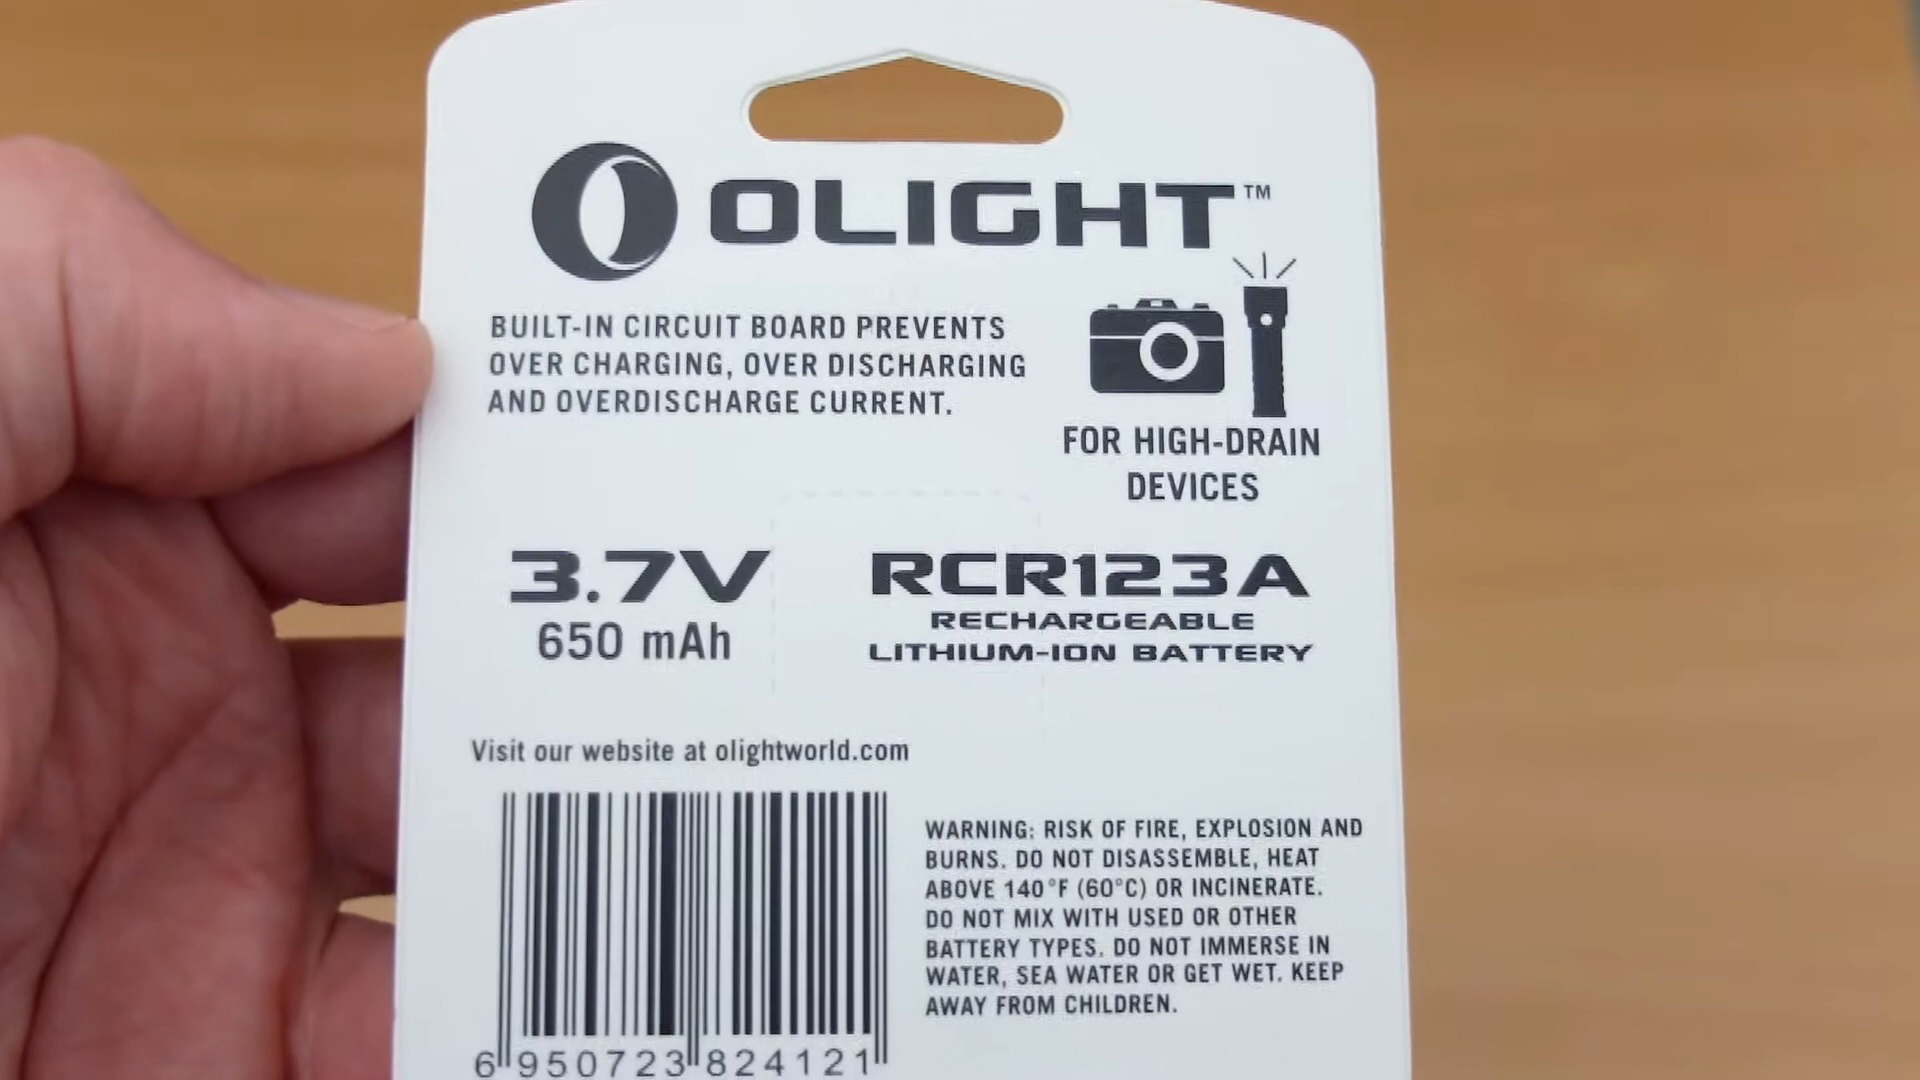 OLIGHT™
BUILT-IN CIRCUIT BOARD PREVENTS
OVER CHARGING, OVER DISCHARGING
AND OVERDISCHARGE CURRENT.
FOR HIGH-DRAIN
DEVICES
3.7V
650 mAh
RCR123A
RECHARGEABLE
LITHIUM-ION BATTERY
Visit our website at olightworld.com
6 950723 824121
WARNING: RISK OF FIRE, EXPLOSION AND
BURNS. DO NOT DISASSEMBLE, HEAT
ABOVE 140°F (60°C) OR INCINERATE.
DO NOT MIX WITH USED OR OTHER
BATTERY TYPES. DO NOT IMMERSE IN
WATER, SEA WATER OR GET WET. KEEP
AWAY FROM CHILDREN.